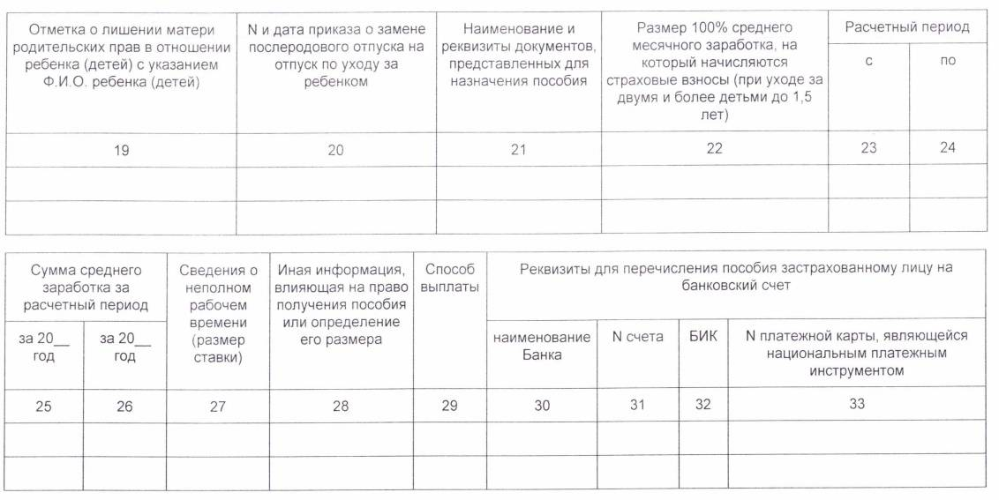 Отметка о лишении матери
родительских прав в отношении
ребенка (детей) с указанием
Ф.И.О. ребенка (детей)
N и дата приказа о замене
послеродового отпуска на
отпуск по уходу за
ребенком
Наименование и
реквизиты документов,
представленных для
назначения пособия
Размер 100% среднего
месячного заработка, на
который начисляются
страховые взносы (при уходе за
двумя и более детьми до 1,5
лет)
Расчетный период
с
по
19
20
21
22
23
24
Сумма среднего
заработка за
расчетный период
за 20__
год
за 20__
год
Сведения о
неполном
рабочем
времени
(размер
ставки)
Иная информация,
влияющая на право
получения пособия
или определение
его размера
Способ
выплаты
Реквизиты для перечисления пособия застрахованному лицу на
банковский счет
наименование
Банка
N счета
БИК
N платежной карты, являющейся
национальным платежным
инструментом
25
26
27
28
29
30
31
32
33